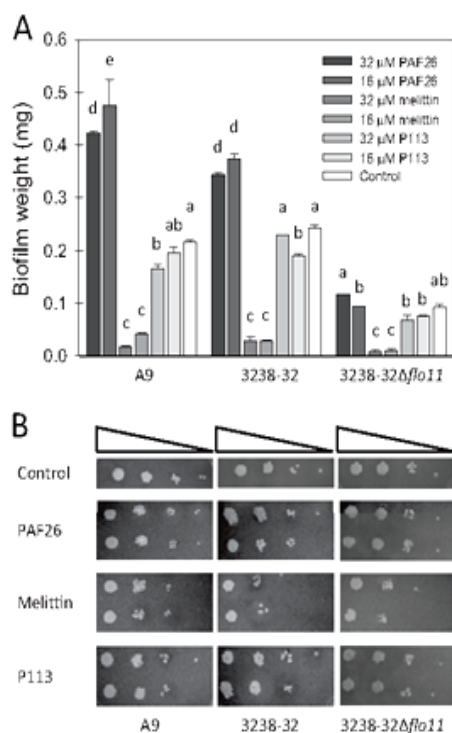 A
0.6
0.5
0.4
0.3
0.2
0.1
0.0
Biofilm weight (mg)
32 µM PAF26
16 µM PAF26
32 µM melittin
16 µM melittin
32 µM P113
16 µM P113
Control
d e c c b ab a
d d c c a b a
a b c c b b ab
A9 3238-32 3238-32Δflo11
B
Control
PAF26
Melittin
P113
A9 3238-32 3238-32Δflo11